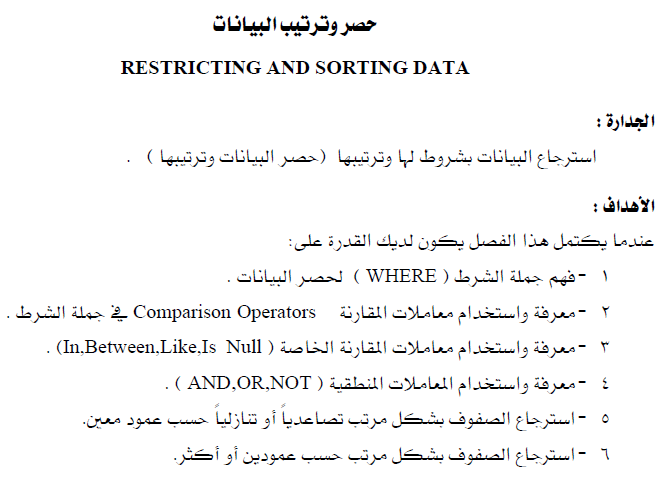 حصر وترتيب البيانات
RESTRICTING AND SORTING DATA
الجدارة :
استرجاع البيانات بشروط لها وترتيبها (حصر البيانات وترتيبها ) .
الأهداف :
عندما يكتمل هذا الفصل يكون لديك القدرة على:
١ -فهم جملة الشرط ( WHERE ) لحصر البيانات .
٢ -معرفة واستخدام معاملات المقارنة Comparison Operators في جملة الشرط .
٣ -معرفة واستخدام معاملات المقارنة الخاصة ( In,Between,Like,Is Null) .
٤ -معرفة واستخدام المعاملات المنطقية ( AND,OR,NOT ) .
٥ - استرجاع الصفوف بشكل مرتب تصاعدياً أو تنازلياً حسب عمود معين.
٦ -استرجاع الصفوف بشكل مرتب حسب عمودين أو أكثر.